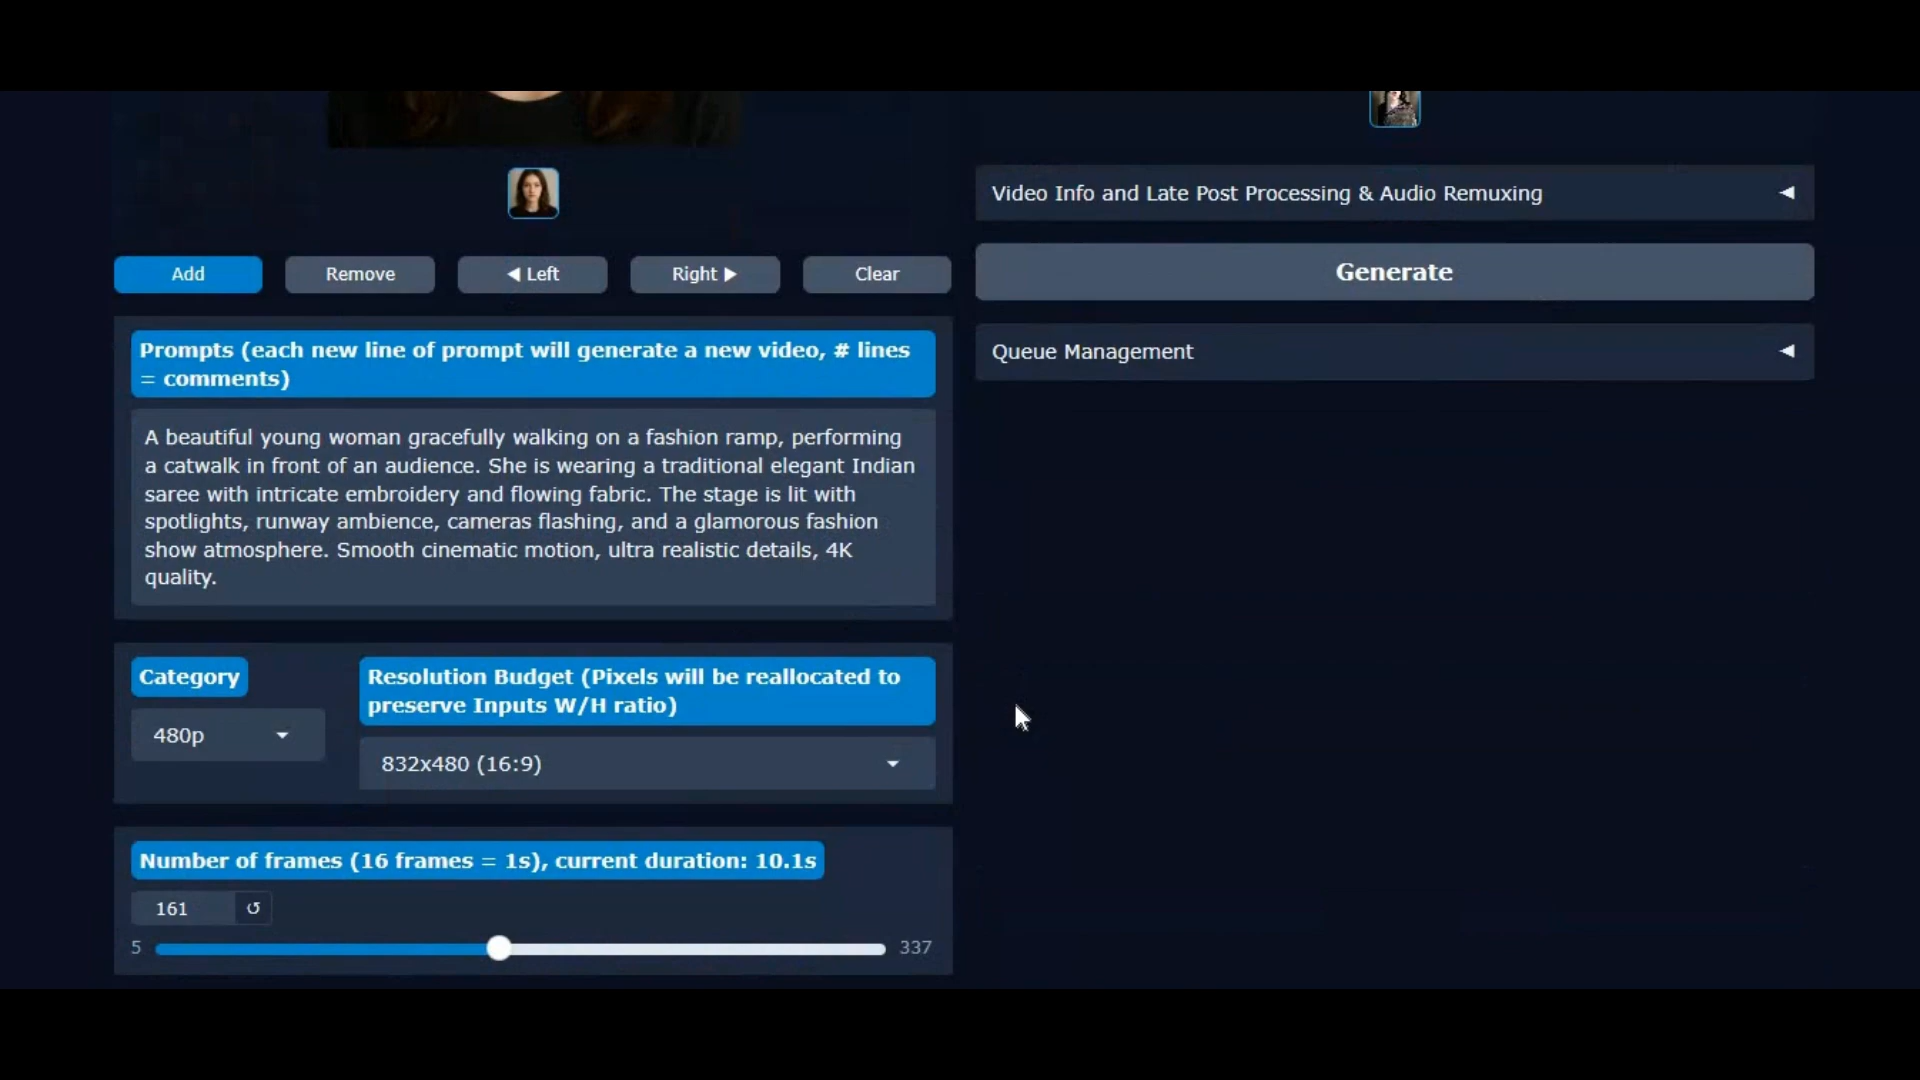 Add
Remove
◀ Left
Right ▶
Clear
Prompts (each new line of prompt will generate a new video, # lines
= comments)
A beautiful young woman gracefully walking on a fashion ramp, performing
a catwalk in front of an audience. She is wearing a traditional elegant Indian
saree with intricate embroidery and flowing fabric. The stage is lit with
spotlights, runway ambience, cameras flashing, and a glamorous fashion
show atmosphere. Smooth cinematic motion, ultra realistic details, 4K
quality.
Category
480p
Resolution Budget (Pixels will be reallocated to
preserve Inputs W/H ratio)
832x480 (16:9)
Number of frames (16 frames = 1s), current duration: 10.1s
161
5
337
Video Info and Late Post Processing & Audio Remuxing
Generate
Queue Management